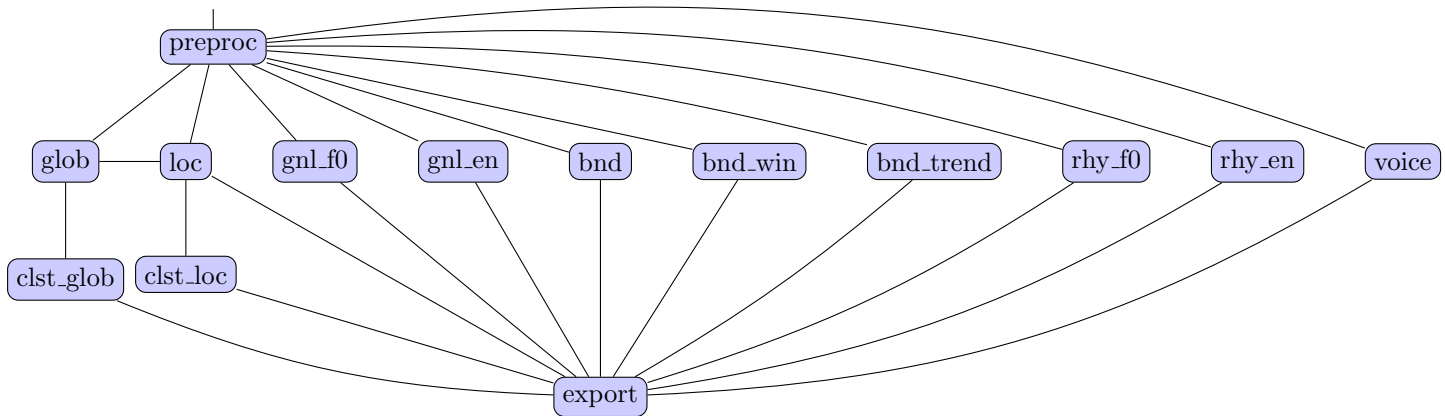 preproc
glob loc gnl_f0 gnl_en bnd bnd_win bnd_trend rhy_f0 rhy_en voice
clst_glob clst_loc
export